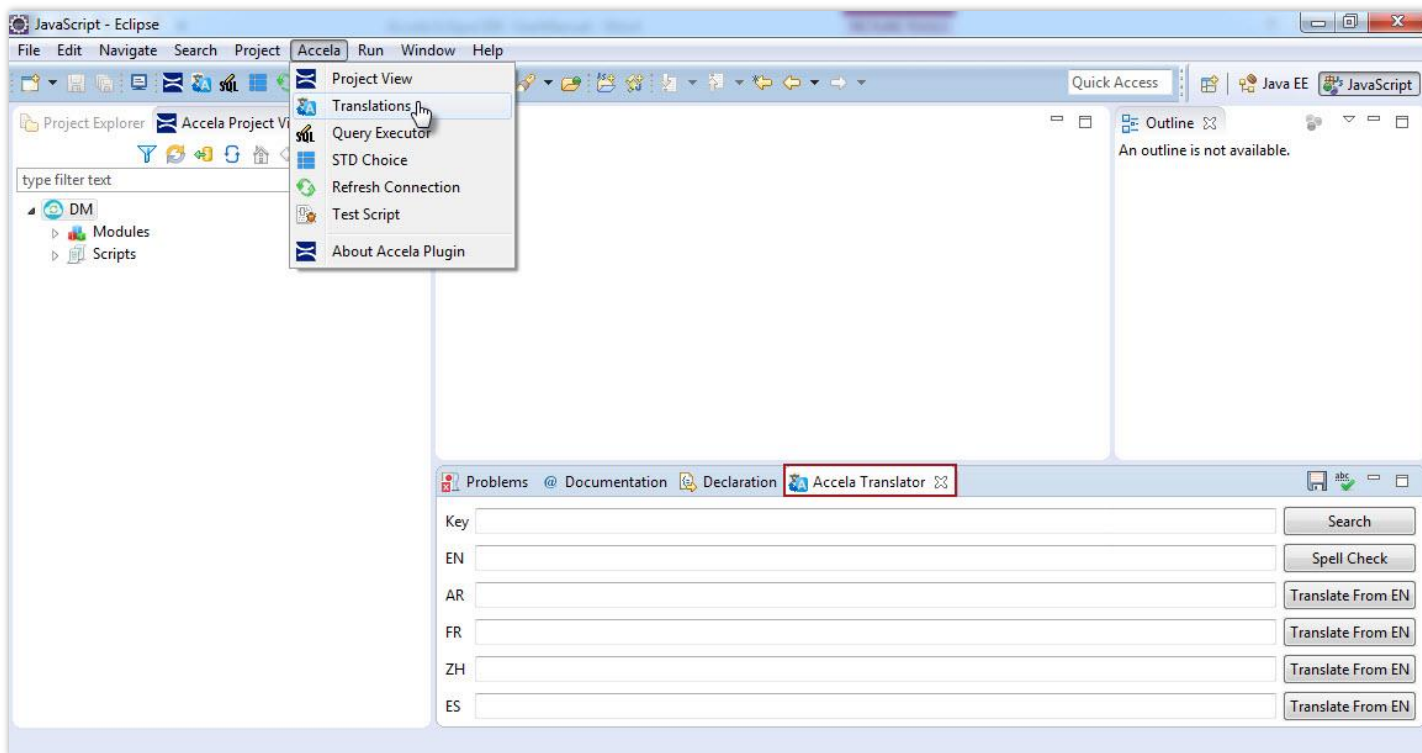 JavaScript - Eclipse
File Edit Navigate Search Project Accela Run Window Help
SQL Quick Access Java EE JavaScript
Project View
Translations
Query Executor
STD Choice
Refresh Connection
Test Script
About Accela Plugin
Project Explorer Accela Project Vi
type filter text
DM
Modules
Scripts
Outline
An outline is not available.
Problems @ Documentation Declaration Accela Translator
Key Search
EN Spell Check
AR Translate From EN
FR Translate From EN
ZH Translate From EN
ES Translate From EN